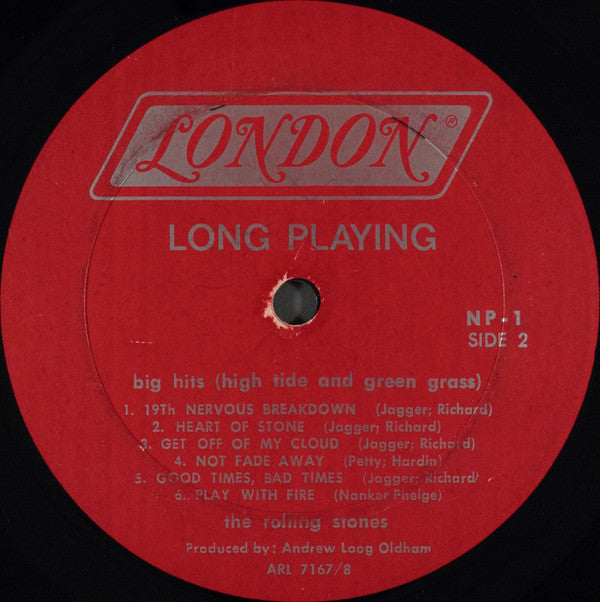 LONDON®
LONG PLAYING
NP-1
SIDE 2
big hits (high tide and green grass)
1. 19Th NERVOUS BREAKDOWN (Jagger; Richard)
2. HEART OF STONE (Jagger; Richard)
3. GET OFF OF MY CLOUD (Jagger; Richard)
4. NOT FADE AWAY (Petty; Hardin)
5. GOOD TIMES, BAD TIMES (Jagger; Richard)
6. PLAY WITH FIRE (Nanker Phelge)
the rolling stones
Produced by: Andrew Loog Oldham
ARL 7167/8